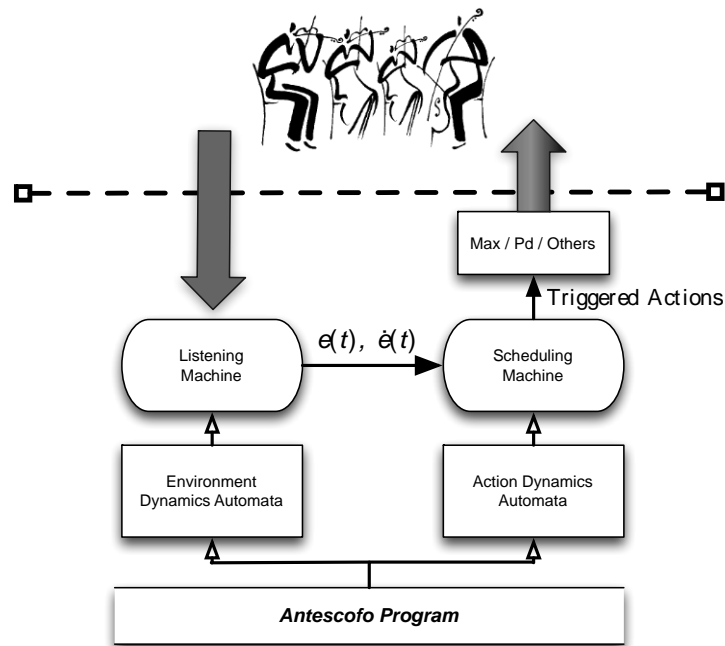 Max / Pd / Others
Triggered Actions
Listening
Machine
e(t), ė(t)
Scheduling
Machine
Environment
Dynamics Automata
Action Dynamics
Automata
Antescofo Program